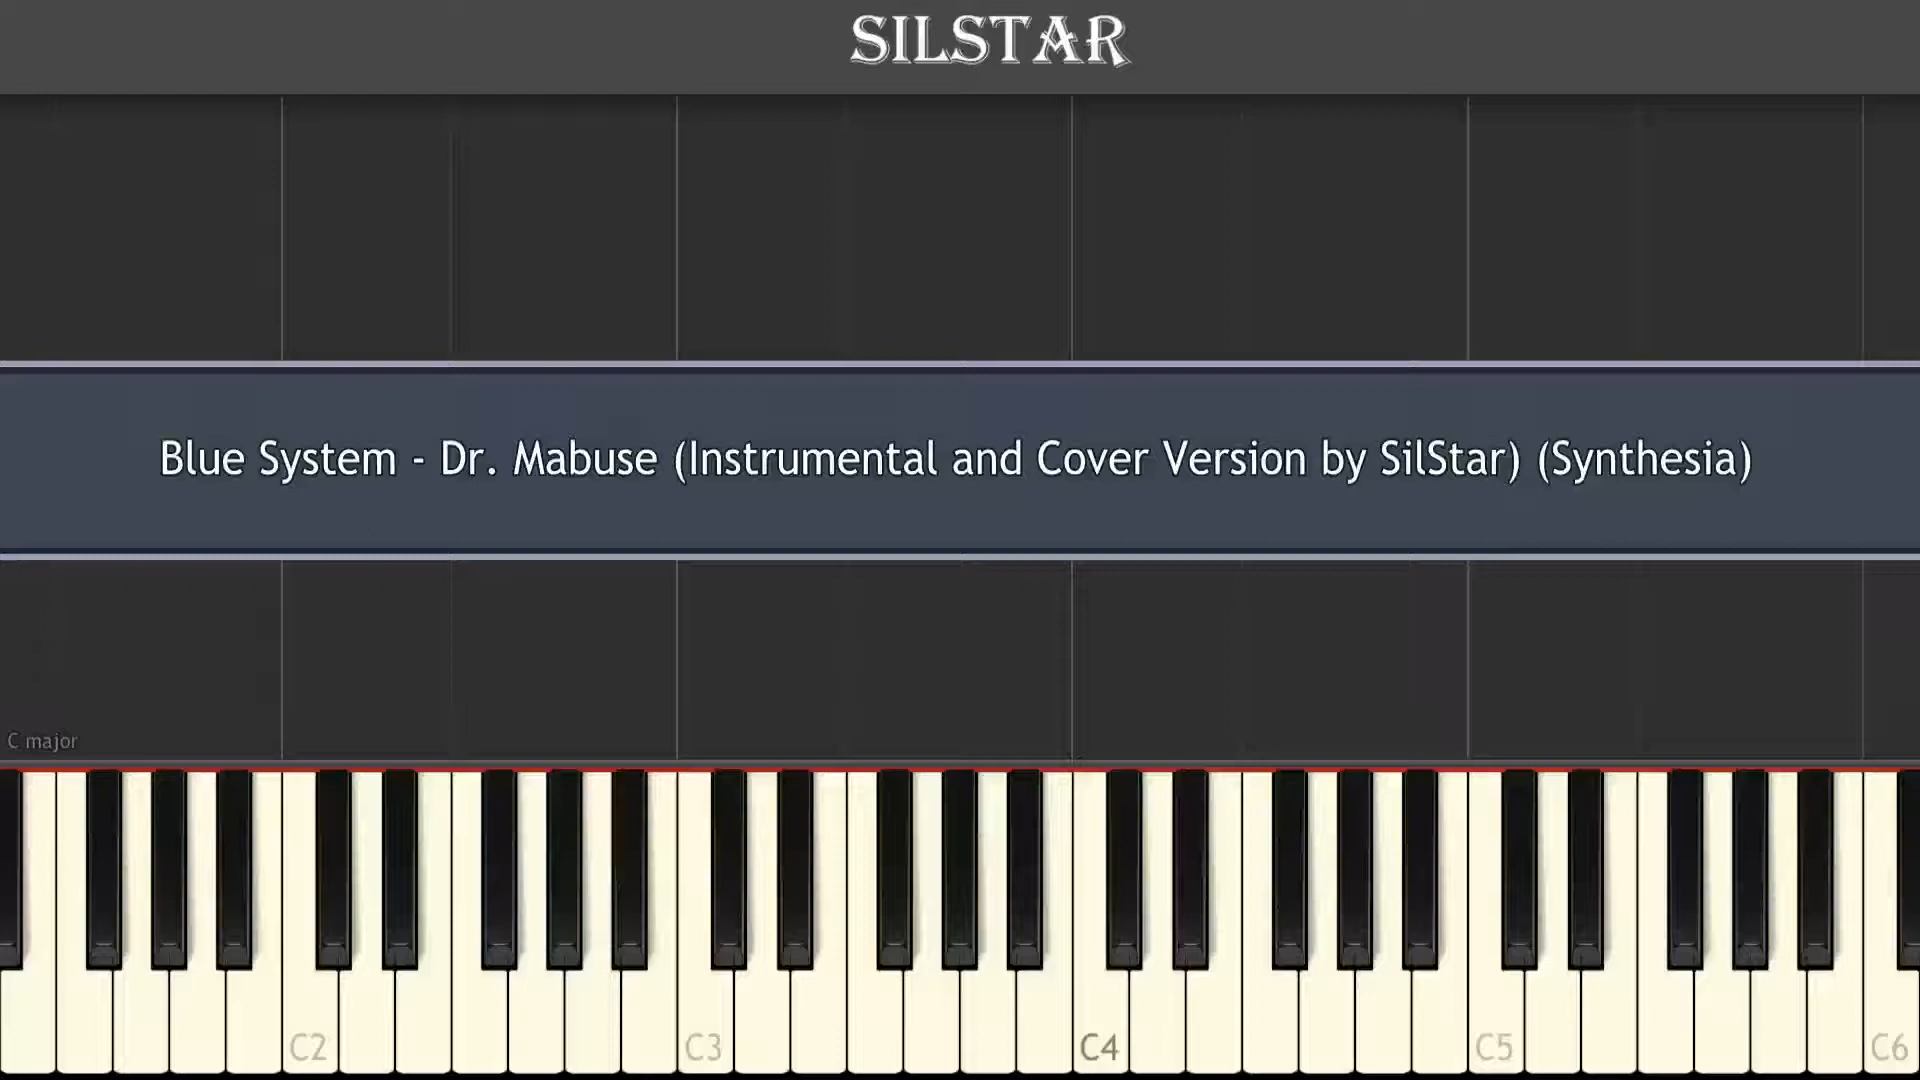 SILSTAR
Blue System - Dr. Mabuse (Instrumental and Cover Version by SilStar) (Synthesia)
C major
C2 C3 C4 C5 C6